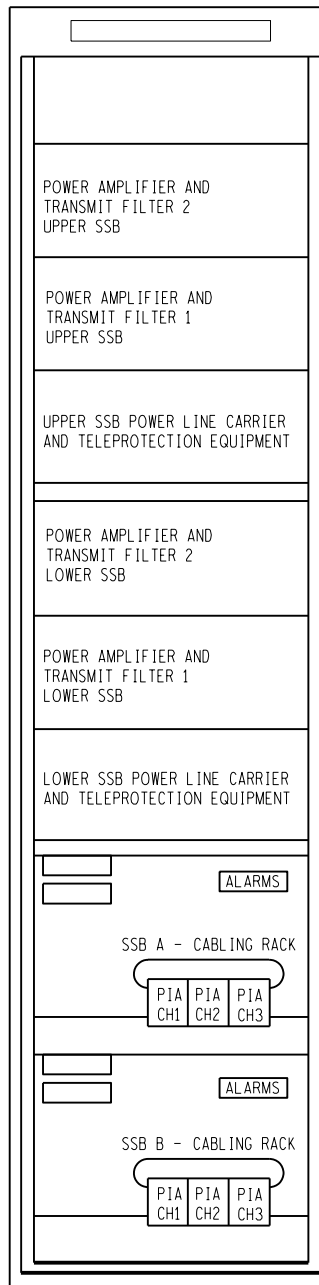 POWER AMPLIFIER AND
TRANSMIT FILTER 2
UPPER SSB
POWER AMPLIFIER AND
TRANSMIT FILTER 1
UPPER SSB
UPPER SSB POWER LINE CARRIER
AND TELEPROTECTION EQUIPMENT
POWER AMPLIFIER AND
TRANSMIT FILTER 2
LOWER SSB
POWER AMPLIFIER AND
TRANSMIT FILTER 1
LOWER SSB
LOWER SSB POWER LINE CARRIER
AND TELEPROTECTION EQUIPMENT
ALARMS
SSB A - CABLING RACK
PIA PIA PIA
CH1 CH2 CH3
ALARMS
SSB B - CABLING RACK
PIA PIA PIA
CH1 CH2 CH3